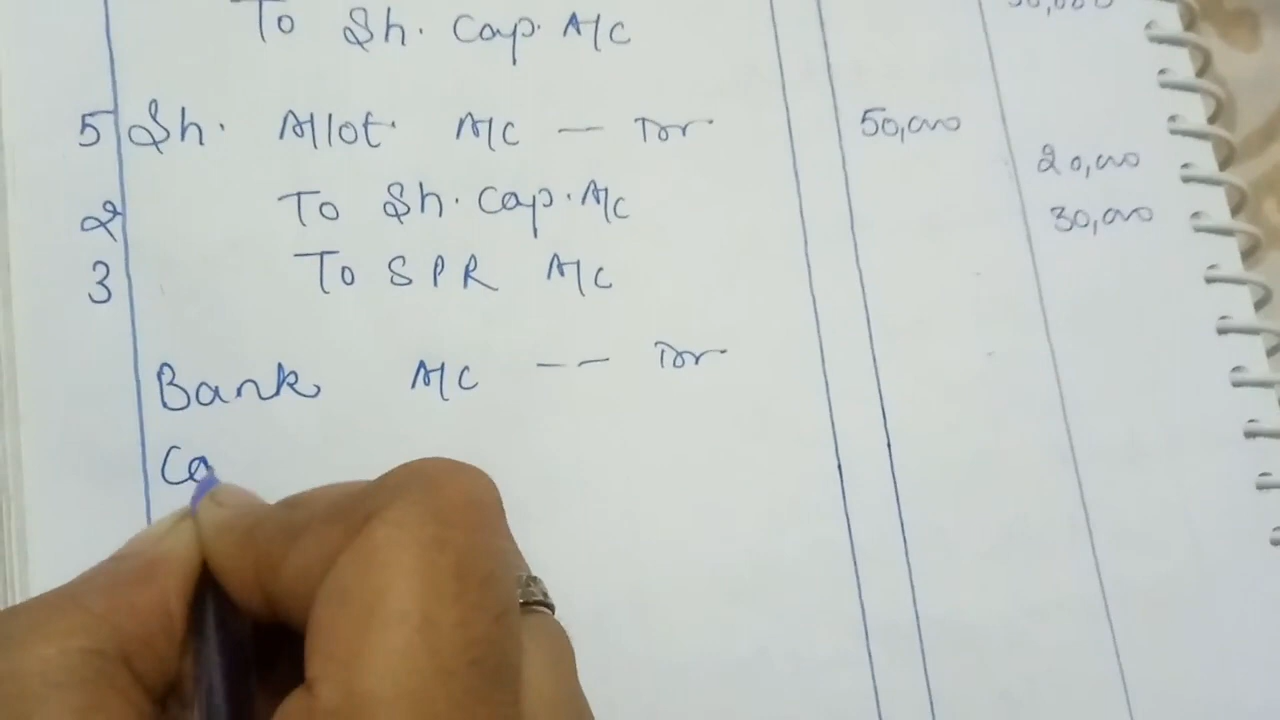 To Sh. Cap. A/C
5 Sh. Allot. A/C — Dr 50,000
20,000
2 To Sh. Cap. A/C
30,000
3 To SPR A/C
Bank A/C -- Dr
Ca